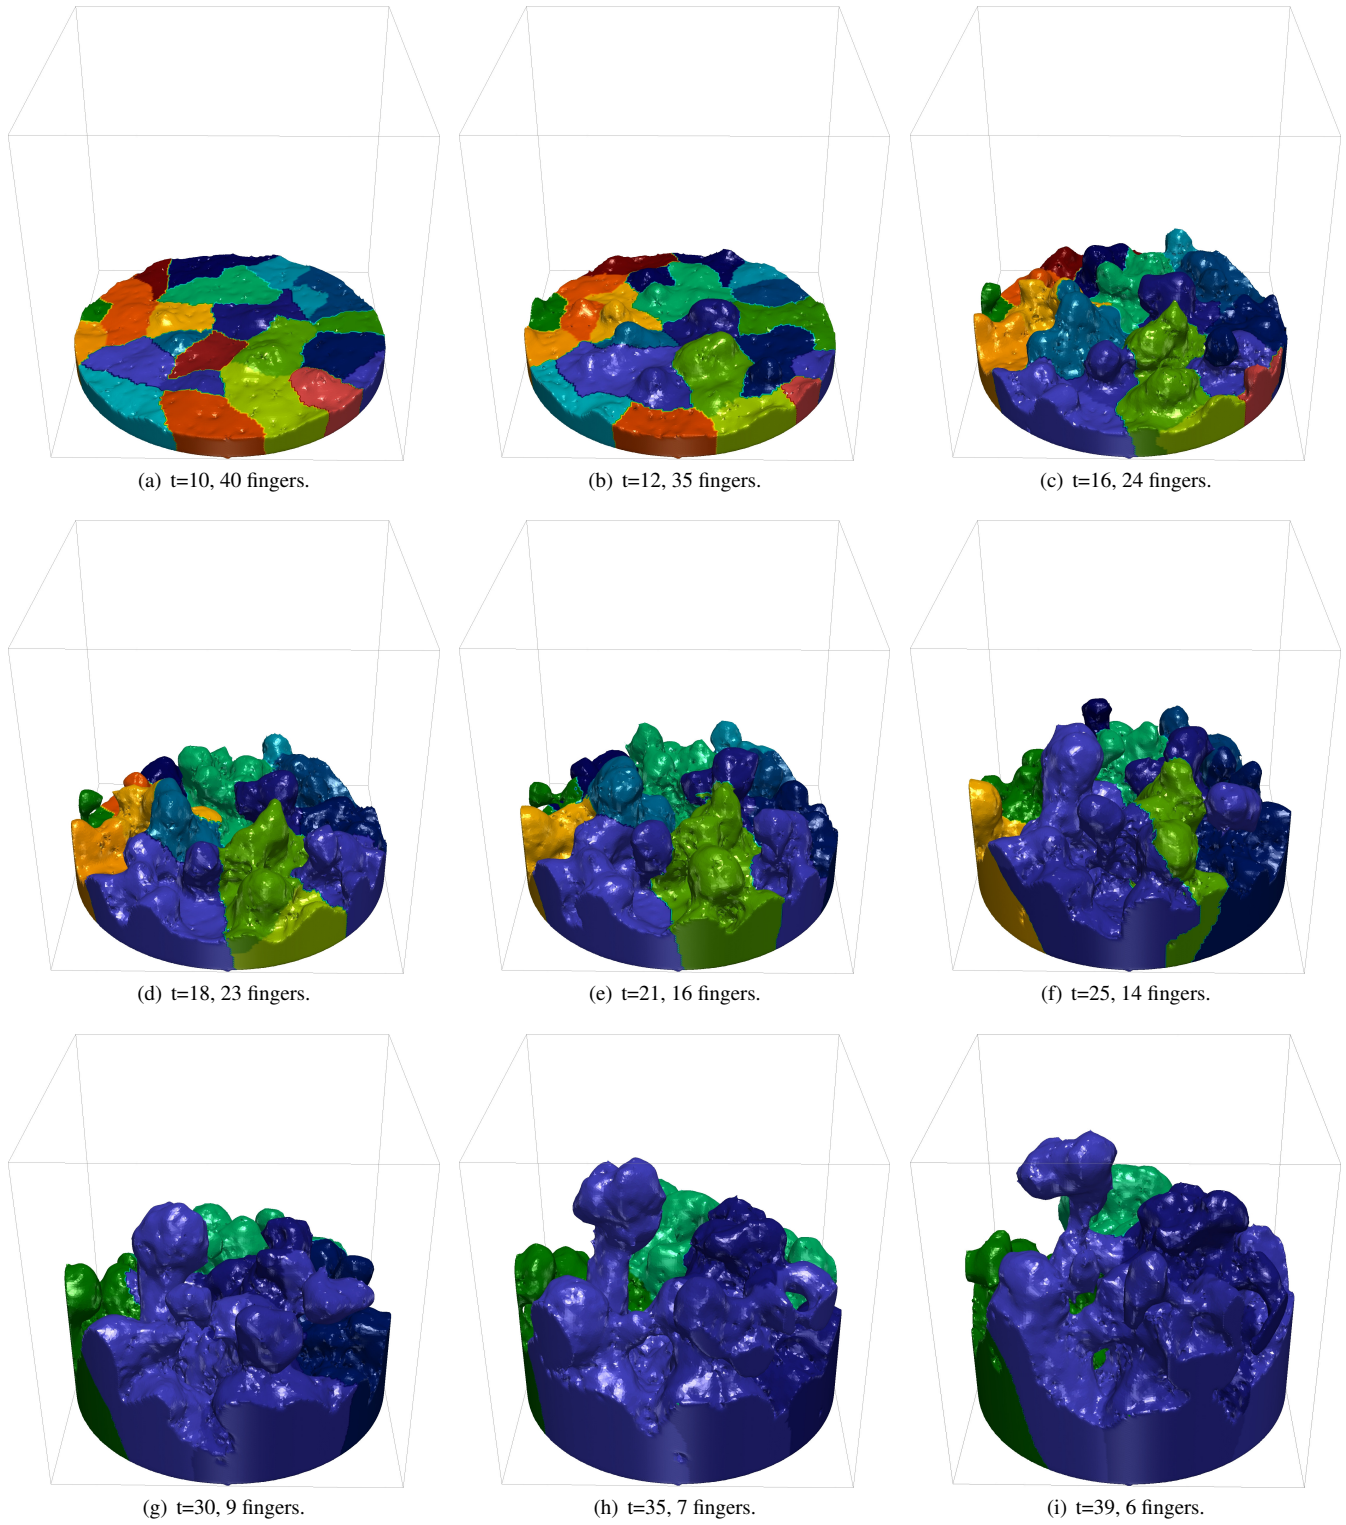 (a) t=10, 40 fingers.
(b) t=12, 35 fingers.
(c) t=16, 24 fingers.
(d) t=18, 23 fingers.
(e) t=21, 16 fingers.
(f) t=25, 14 fingers.
(g) t=30, 9 fingers.
(h) t=35, 7 fingers.
(i) t=39, 6 fingers.